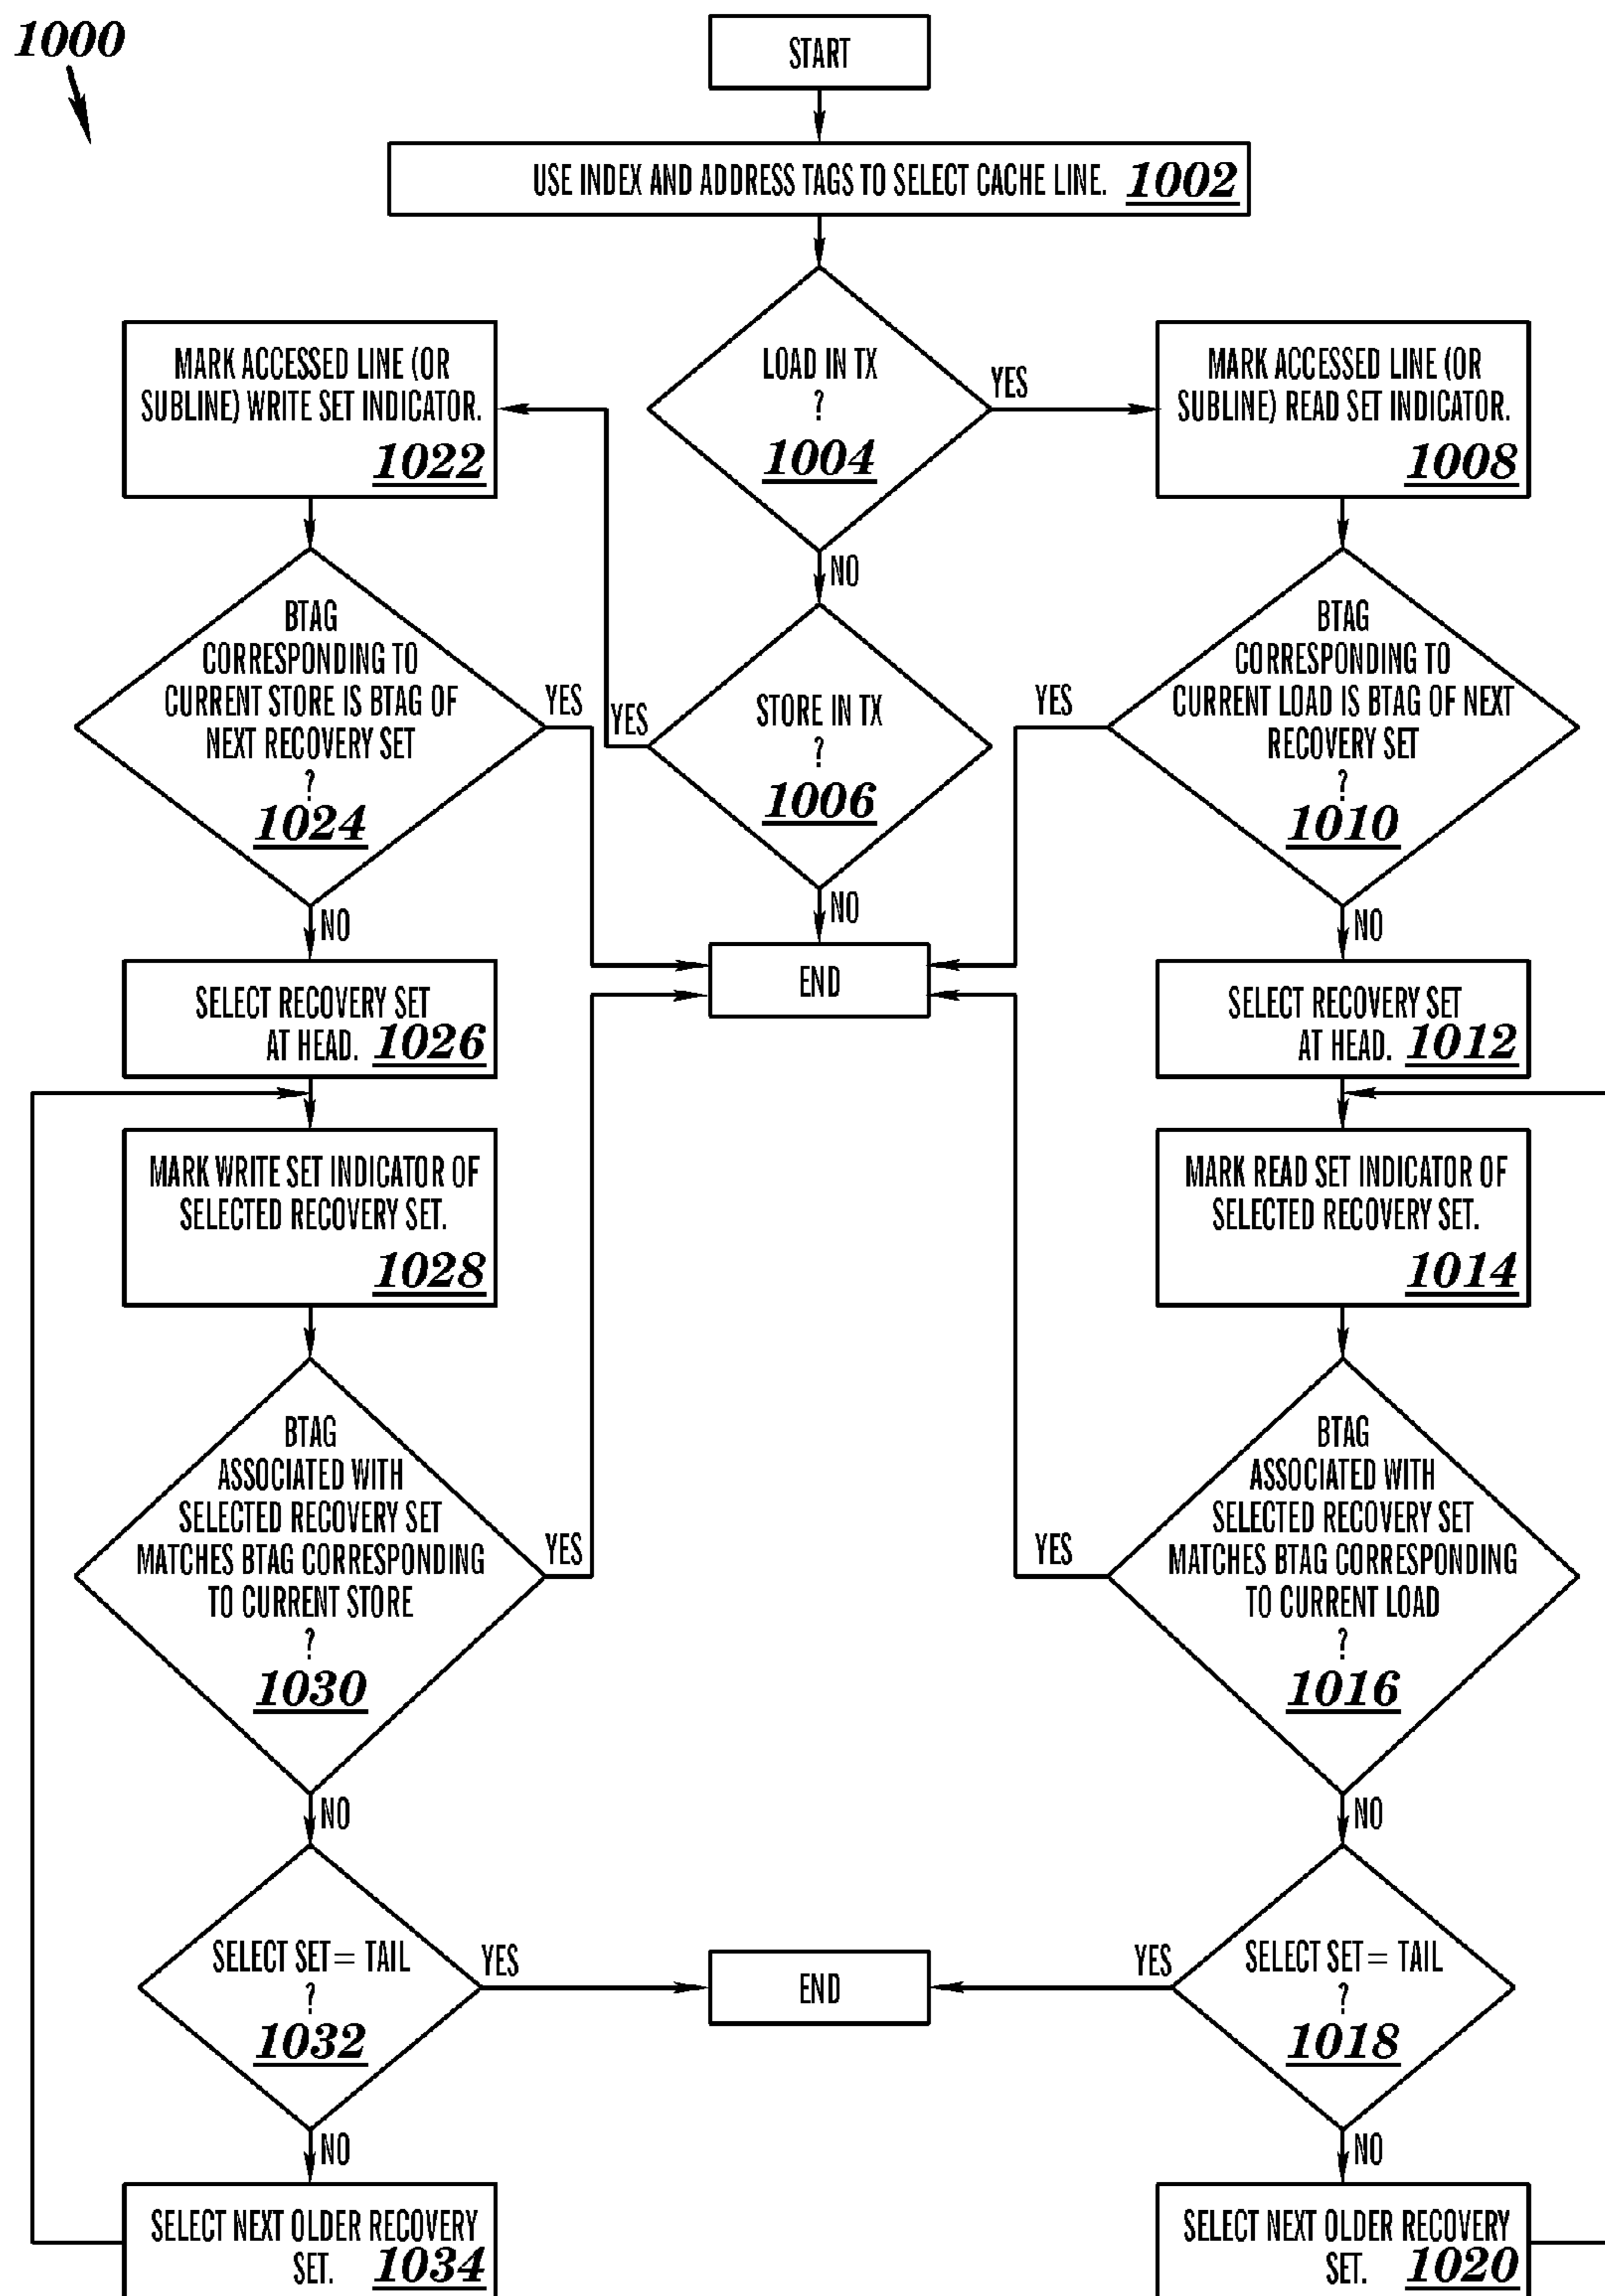 1000
START
USE INDEX AND ADDRESS TAGS TO SELECT CACHE LINE. 1002
LOAD IN TX
?
1004
YES
NO
MARK ACCESSED LINE (OR
SUBLINE) READ SET INDICATOR.
1008
MARK ACCESSED LINE (OR
SUBLINE) WRITE SET INDICATOR.
1022
STORE IN TX
?
1006
YES
NO
BTAG
CORRESPONDING TO
CURRENT STORE IS BTAG OF
NEXT RECOVERY SET
?
1024
YES
NO
BTAG
CORRESPONDING TO
CURRENT LOAD IS BTAG OF NEXT
RECOVERY SET
?
1010
YES
NO
END
SELECT RECOVERY SET
AT HEAD. 1026
SELECT RECOVERY SET
AT HEAD. 1012
MARK WRITE SET INDICATOR OF
SELECTED RECOVERY SET.
1028
MARK READ SET INDICATOR OF
SELECTED RECOVERY SET.
1014
BTAG
ASSOCIATED WITH
SELECTED RECOVERY SET
MATCHES BTAG CORRESPONDING
TO CURRENT STORE
?
1030
YES
NO
BTAG
ASSOCIATED WITH
SELECTED RECOVERY SET
MATCHES BTAG CORRESPONDING
TO CURRENT LOAD
?
1016
YES
NO
SELECT SET = TAIL
?
1032
YES
NO
END
SELECT SET = TAIL
?
1018
YES
NO
SELECT NEXT OLDER RECOVERY
SET. 1034
SELECT NEXT OLDER RECOVERY
SET. 1020